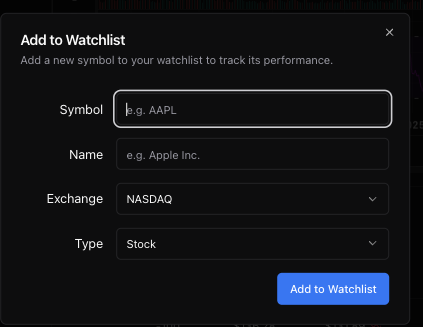 Add to Watchlist
Add a new symbol to your watchlist to track its performance.
Symbol
e.g. AAPL
Name
e.g. Apple Inc.
Exchange
NASDAQ
Type
Stock
Add to Watchlist